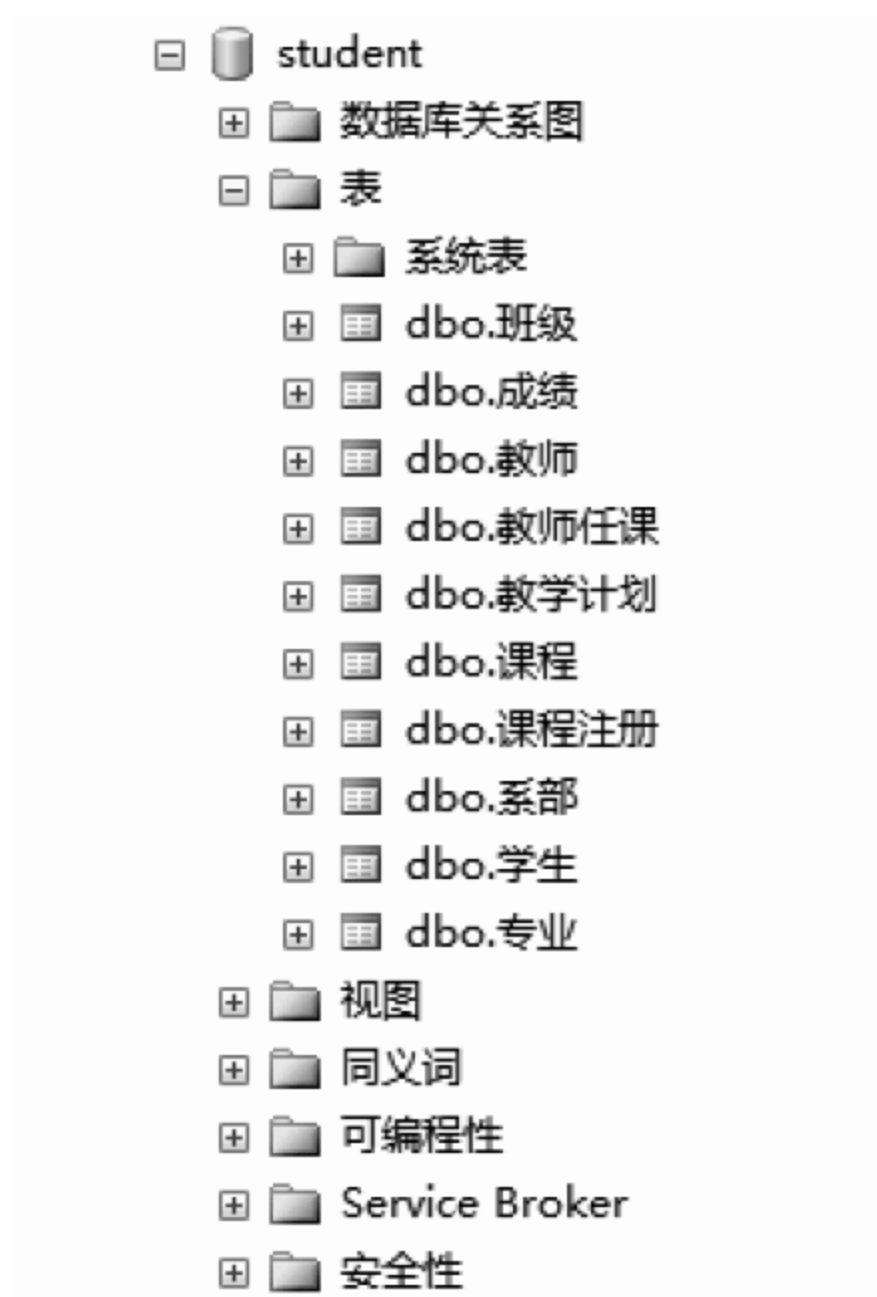 student
数据库关系图
表
系统表
dbo.班级
dbo.成绩
dbo.教师
dbo.教师任课
dbo.教学计划
dbo.课程
dbo.课程注册
dbo.系部
dbo.学生
dbo.专业
视图
同义词
可编程性
Service Broker
安全性